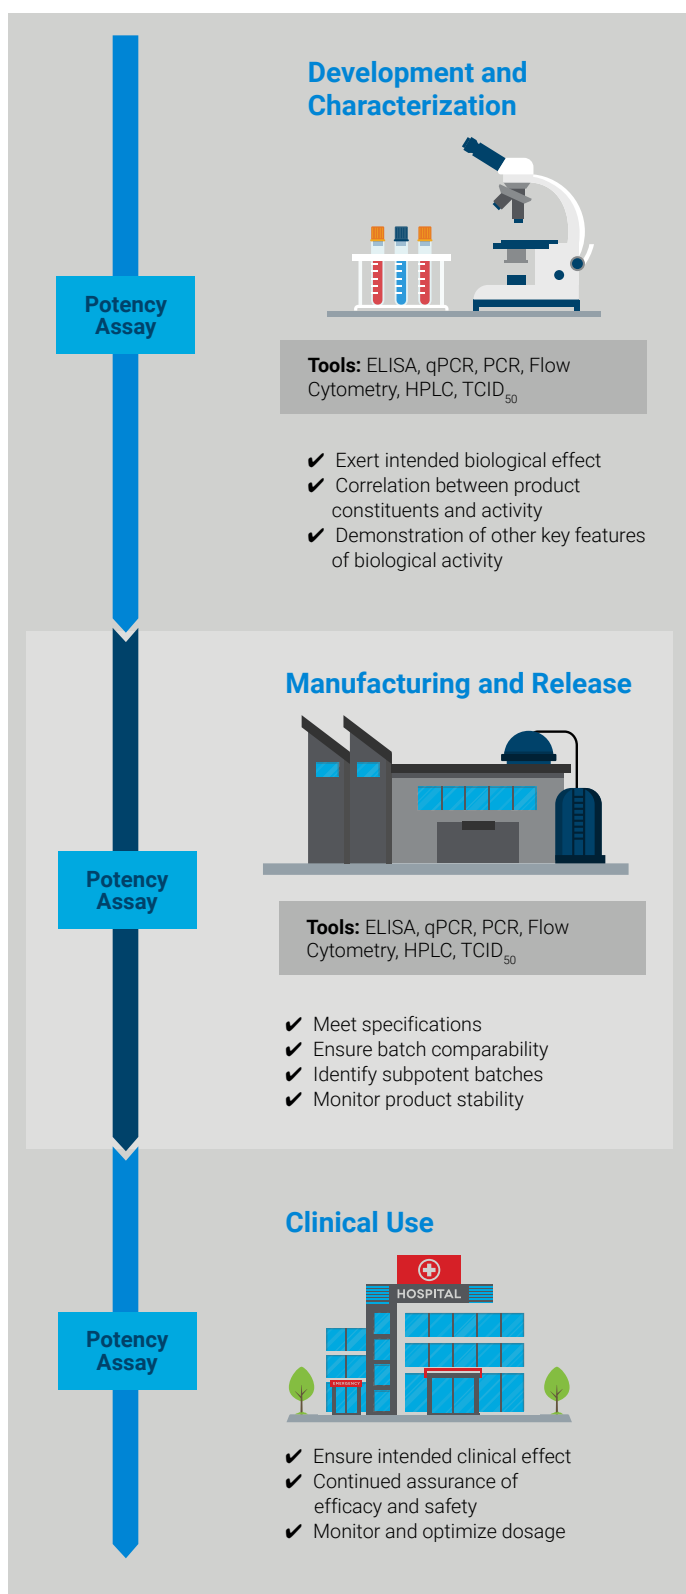 Development and
Characterization
Potency
Assay
Tools: ELISA, qPCR, PCR, Flow
Cytometry, HPLC, TCID50
✔ Exert intended biological effect
✔ Correlation between product
constituents and activity
✔ Demonstration of other key features
of biological activity
Manufacturing and Release
Potency
Assay
Tools: ELISA, qPCR, PCR, Flow
Cytometry, HPLC, TCID50
✔ Meet specifications
✔ Ensure batch comparability
✔ Identify subpotent batches
✔ Monitor product stability
Clinical Use
HOSPITAL
EMERGENCY
Potency
Assay
✔ Ensure intended clinical effect
✔ Continued assurance of
efficacy and safety
✔ Monitor and optimize dosage